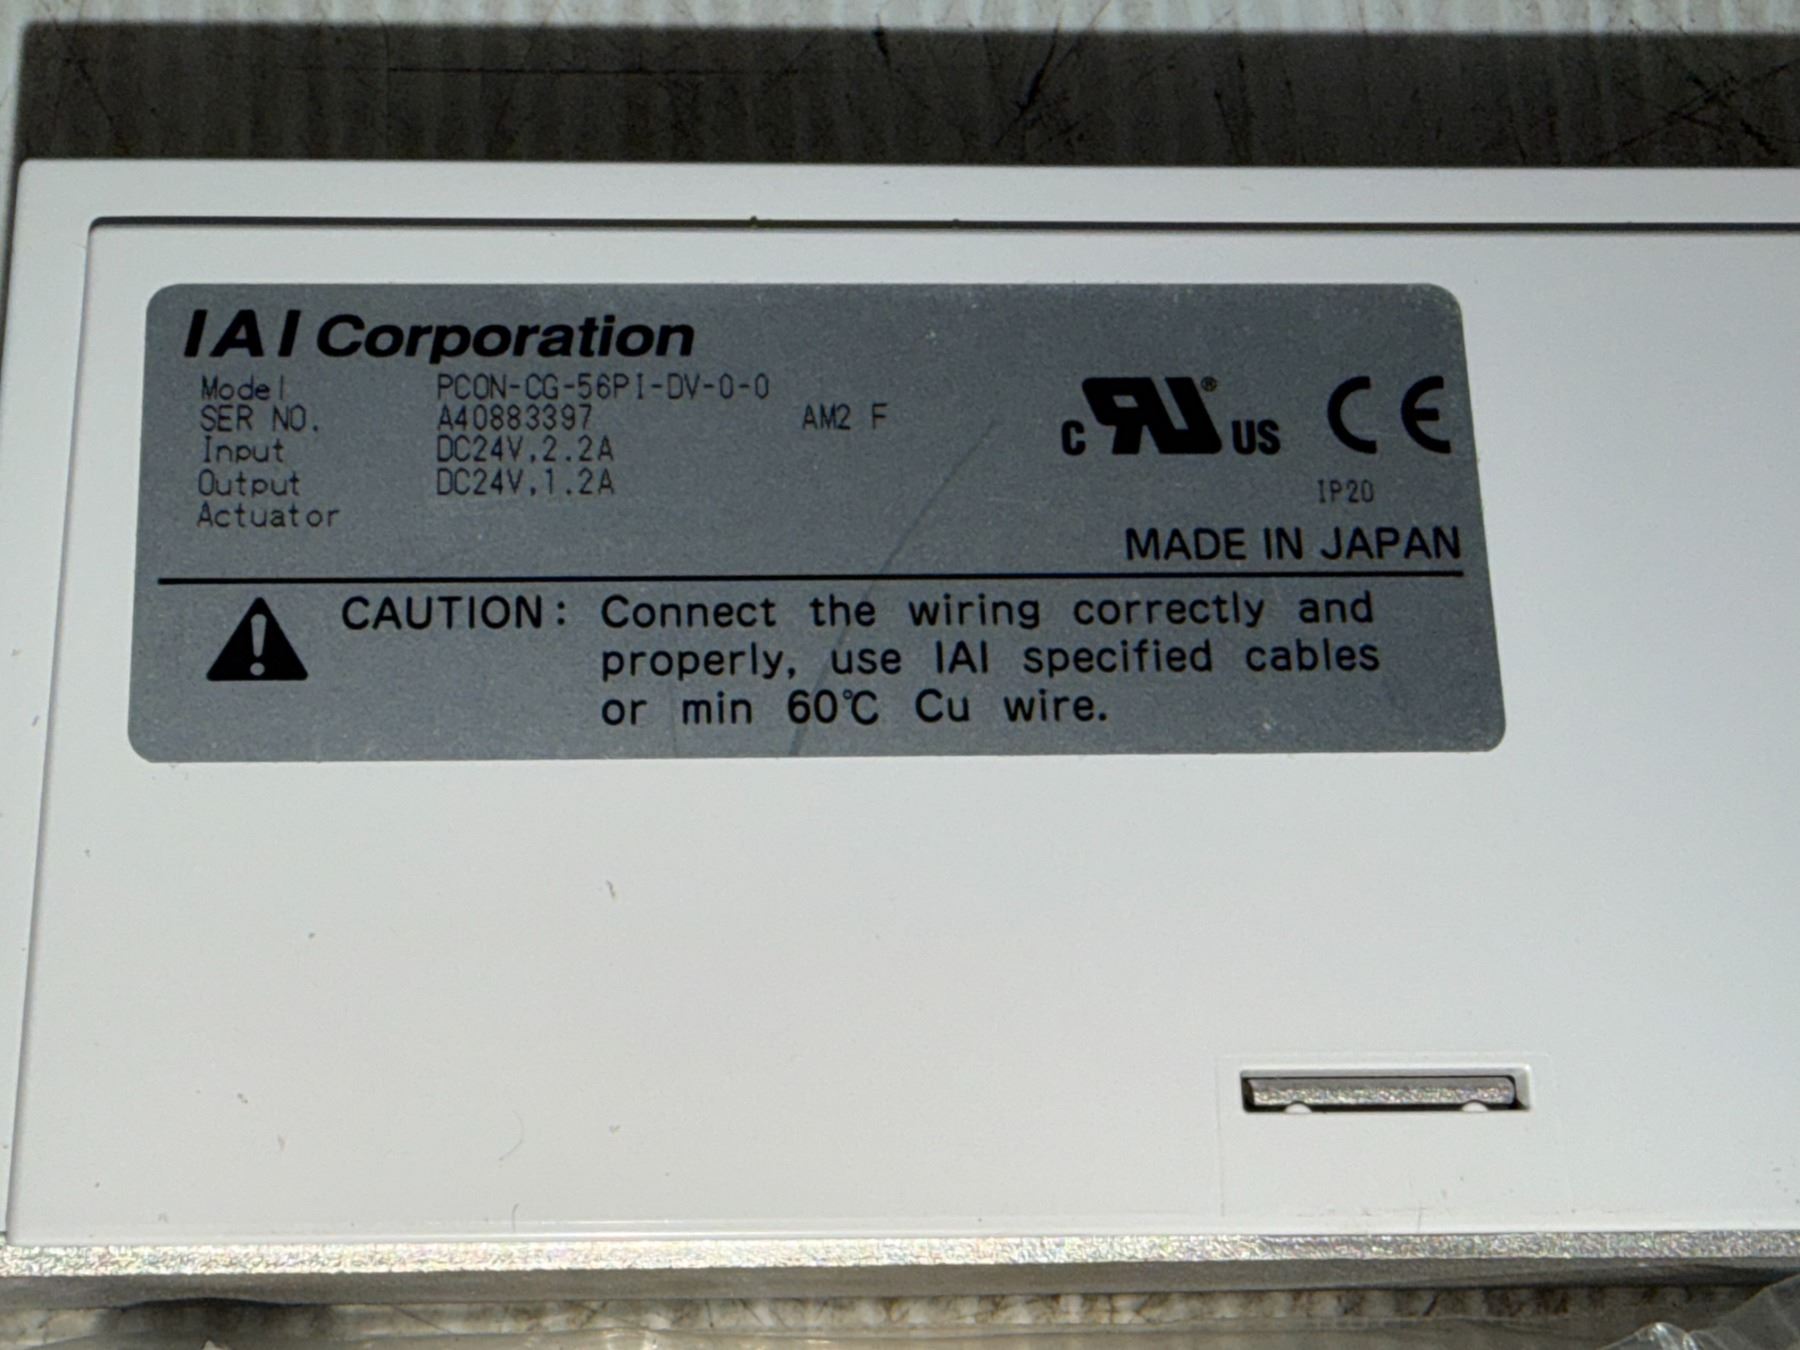 IAI Corporation
Model PCON-CG-56PI-DV-0-0
SER NO. A40883397 AM2 F
Input DC24V,2.2A
Output DC24V,1.2A
Actuator
c RU® US CE
IP20
MADE IN JAPAN
CAUTION: Connect the wiring correctly and
properly, use IAI specified cables
or min 60℃ Cu wire.